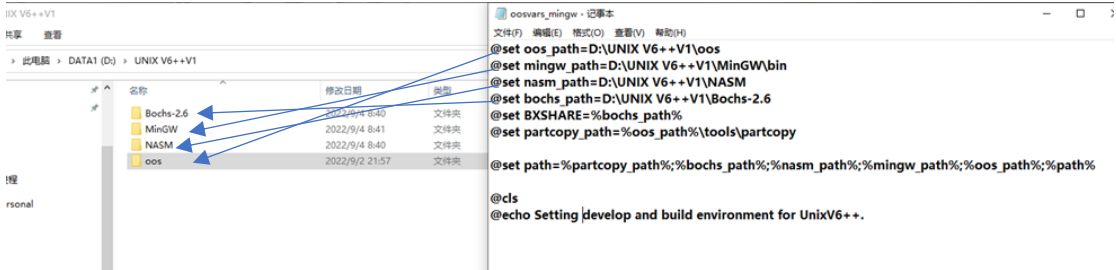 IIX V6++V1
共享 查看
› 此电脑 › DATA1 (D:) › UNIX V6++V1
名称 修改日期 类型
Bochs-2.6 2022/9/4 8:40 文件夹
MinGW 2022/9/4 8:41 文件夹
NASM 2022/9/4 8:40 文件夹
oos 2022/9/2 21:57 文件夹
程
rsonal
oosvars_mingw - 记事本
文件(F) 编辑(E) 格式(O) 查看(V) 帮助(H)
@set oos_path=D:\UNIX V6++V1\oos
@set mingw_path=D:\UNIX V6++V1\MinGW\bin
@set nasm_path=D:\UNIX V6++V1\NASM
@set bochs_path=D:\UNIX V6++V1\Bochs-2.6
@set BXSHARE=%bochs_path%
@set partcopy_path=%oos_path%\tools\partcopy
@set path=%partcopy_path%;%bochs_path%;%nasm_path%;%mingw_path%;%oos_path%;%path%
@cls
@echo Setting develop and build environment for UnixV6++.